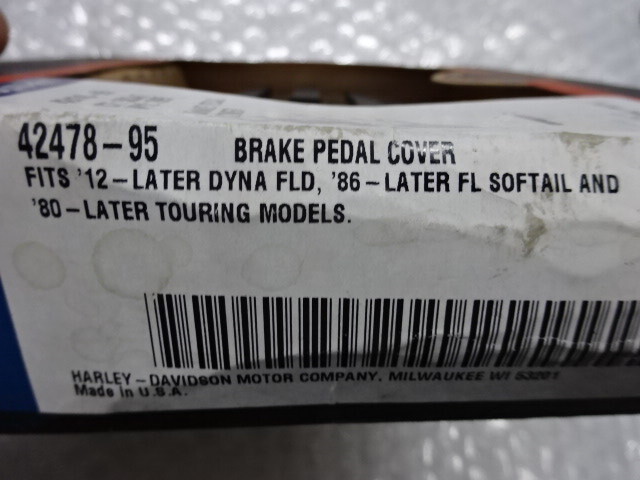 42478-95 BRAKE PEDAL COVER
FITS '12-LATER DYNA FLD, '86-LATER FL SOFTAIL AND
'80-LATER TOURING MODELS.
HARLEY-DAVIDSON MOTOR COMPANY. MILWAUKEE WI 53201
Made in U.S.A.